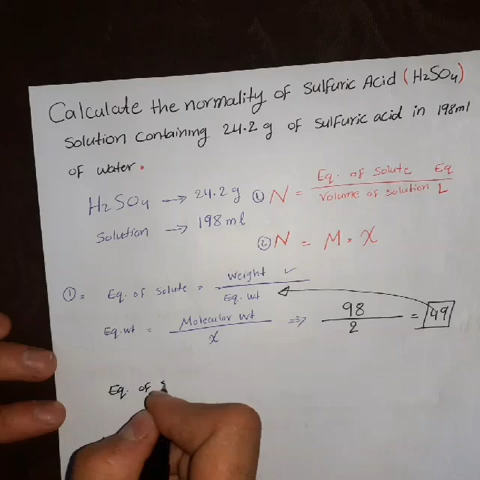 Calculate the normality of Sulfuric Acid (H2SO4)
Solution Containing 24.2 g of Sulfuric acid in 198ml
of water.
H2SO4 → 24.2 g
Solution → 198 ml
① N = Eq. of Solute Eq / Volume of solution L
② N = M * X
①= Eq. of Solute = Weight ✓ / Eq. wt
Eq. wt = Molecular wt / X ⇒ 98 / 2 = 49
Eq. of S